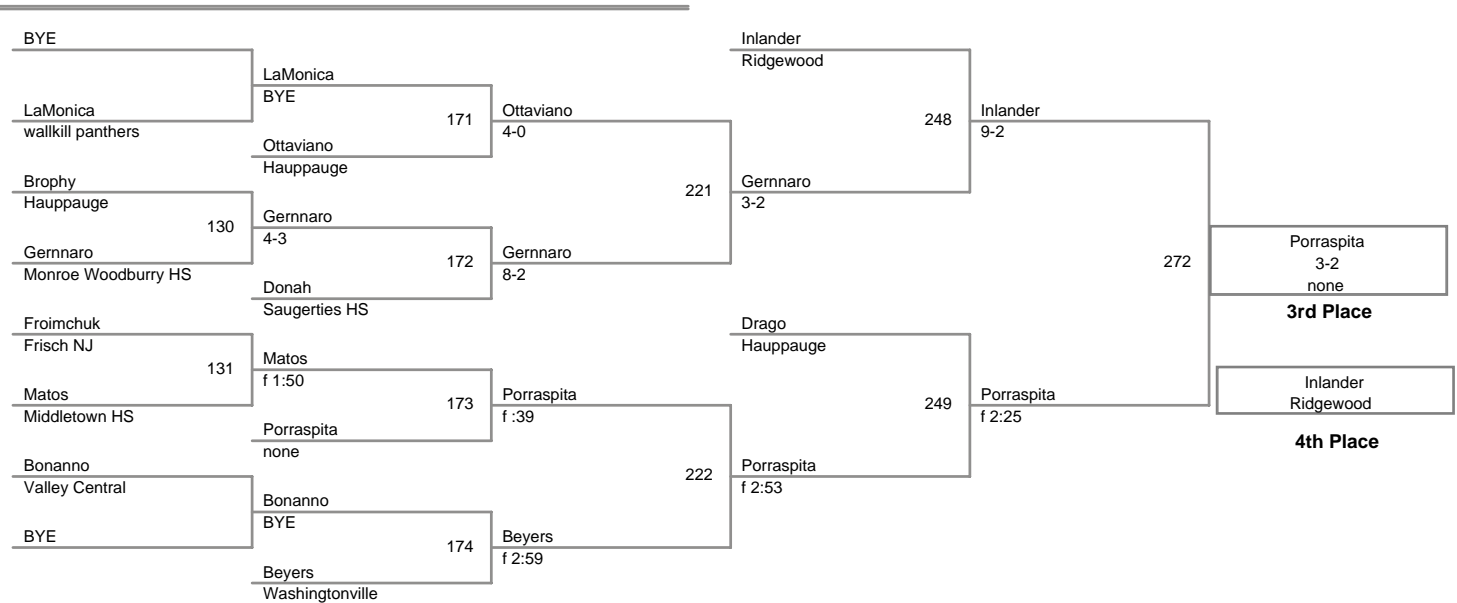 BYE
LaMonica
wallkill panthers
Brophy
Hauppauge
130
Gernnaro
Monroe Woodburry HS
Froimchuk
Frisch NJ
131
Matos
Middletown HS
Bonanno
Valley Central
BYE
LaMonica
BYE
171
Ottaviano
Hauppauge
Gernnaro
4-3
172
Donah
Saugerties HS
Matos
f 1:50
173
Porraspita
none
Bonanno
BYE
174
Beyers
Washingtonville
Ottaviano
4-0
221
Gernnaro
8-2
Porraspita
f :39
222
Beyers
f 2:59
Inlander
Ridgewood
248
Gernnaro
3-2
Drago
Hauppauge
249
Porraspita
f 2:53
Inlander
9-2
272
Porraspita
f 2:25
Porraspita
3-2
none
3rd Place
Inlander
Ridgewood
4th Place